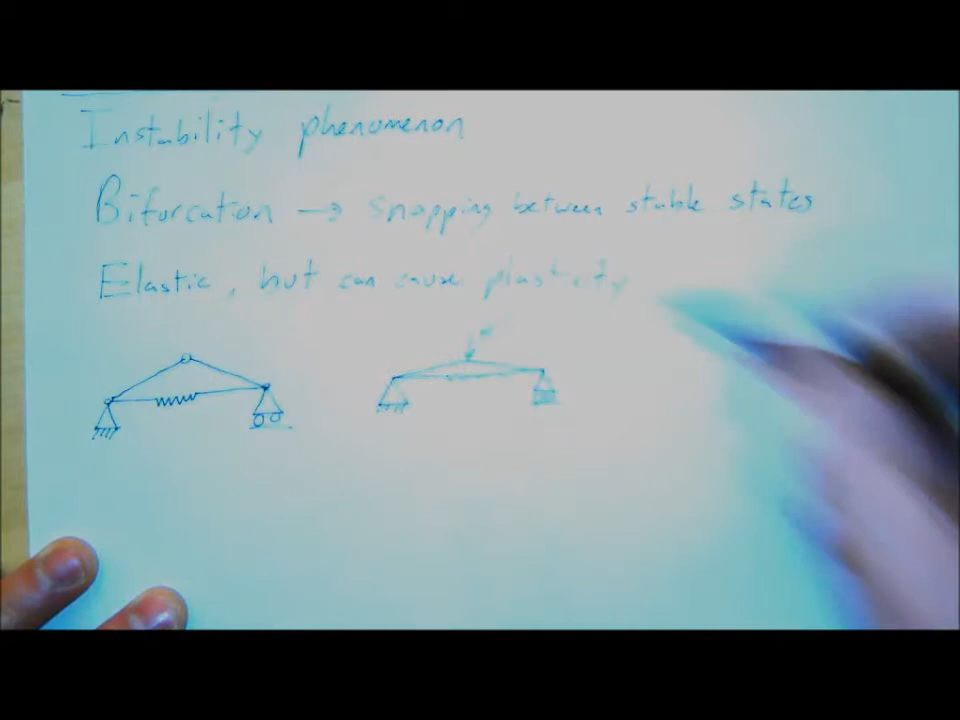 Instability phenomenon
Bifurcation → snapping between stable states
Elastic, but can cause plasticity